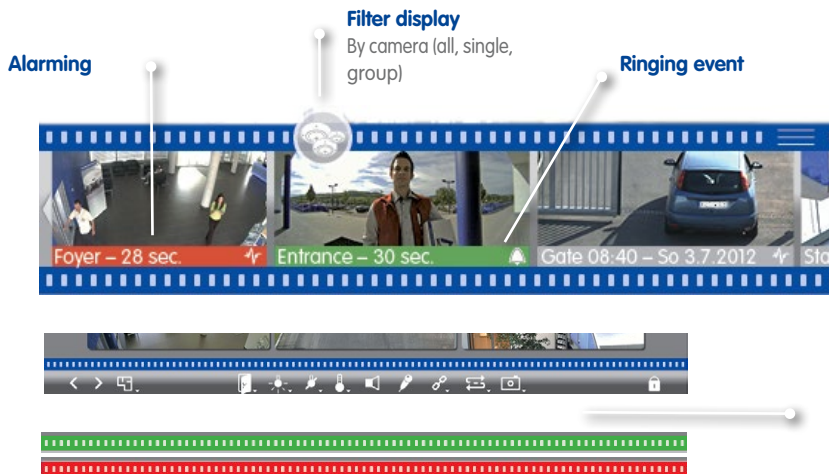 Filter display
By camera (all, single,
group)
Alarming
Ringing event
Foyer – 28 sec.
Entrance – 30 sec.
Gate 08:40 – So 3.7.2012
Sta